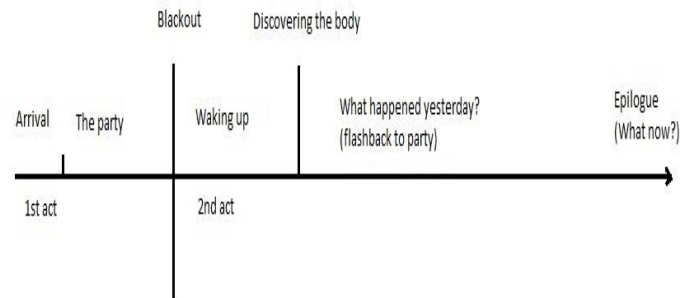 Blackout
Discovering the body
Arrival
The party
Waking up
What happened yesterday?
(flashback to party)
Epilogue
(What now?)
1st act
2nd act